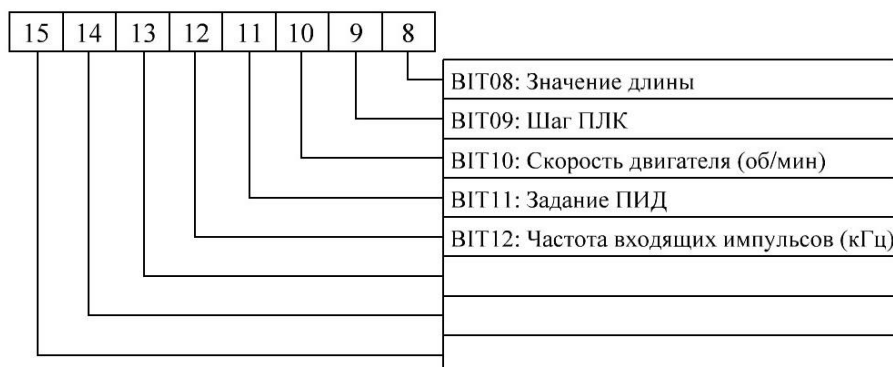 15 14 13 12 11 10 9 8
BIT08: Значение длины
BIT09: Шаг ПЛК
BIT10: Скорость двигателя (об/мин)
BIT11: Задание ПИД
BIT12: Частота входящих импульсов (кГц)